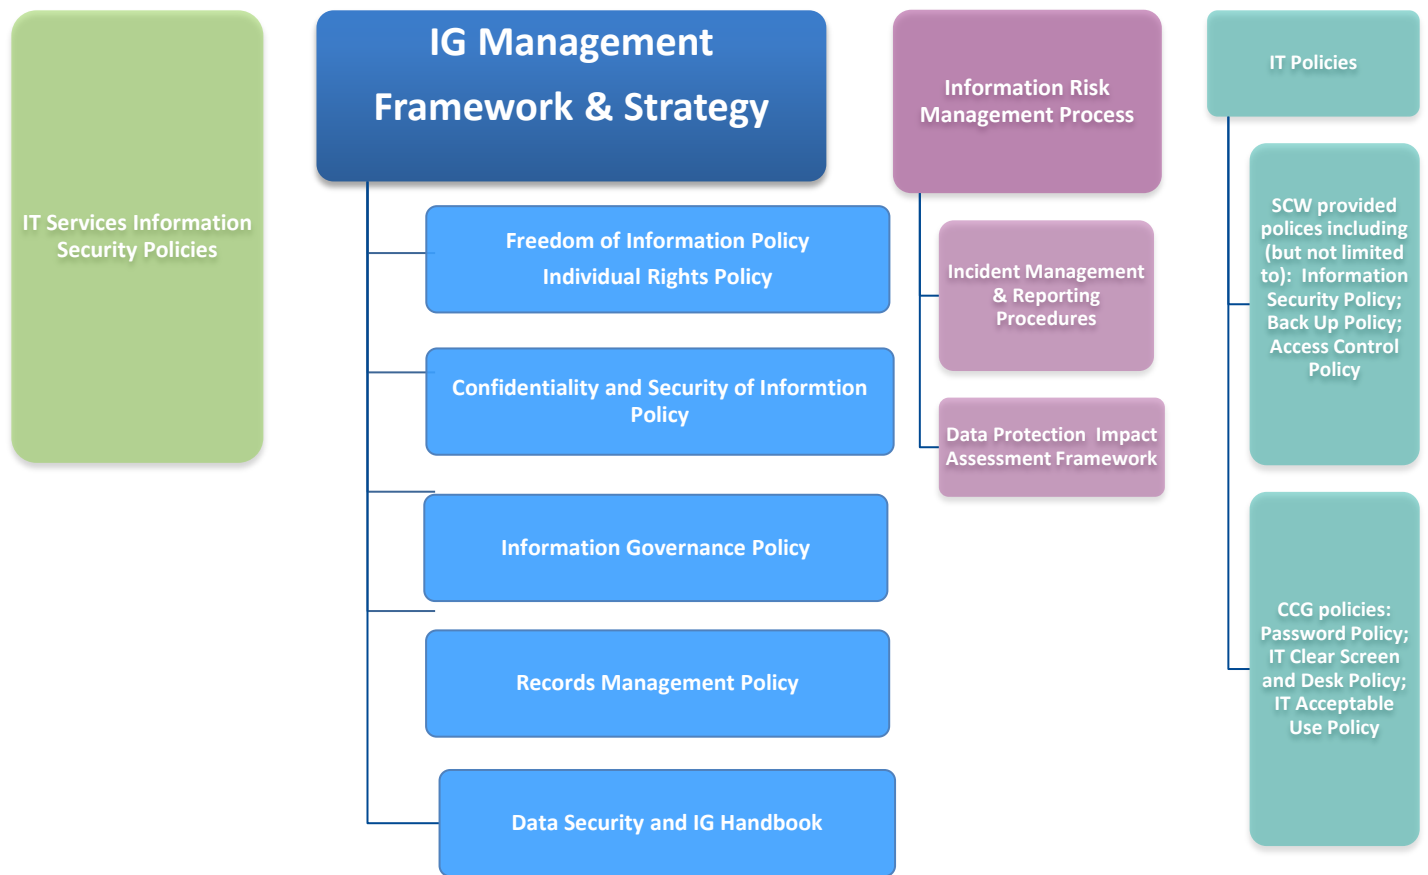 IT Services Information
Security Policies
IG Management
Framework & Strategy
Freedom of Information Policy
Individual Rights Policy
Confidentiality and Security of Informtion
Policy
Information Governance Policy
Records Management Policy
Data Security and IG Handbook
Information Risk
Management Process
Incident Management
& Reporting
Procedures
Data Protection Impact
Assessment Framework
IT Policies
SCW provided
polices including
(but not limited
to): Information
Security Policy;
Back Up Policy;
Access Control
Policy
CCG policies:
Password Policy;
IT Clear Screen
and Desk Policy;
IT Acceptable
Use Policy